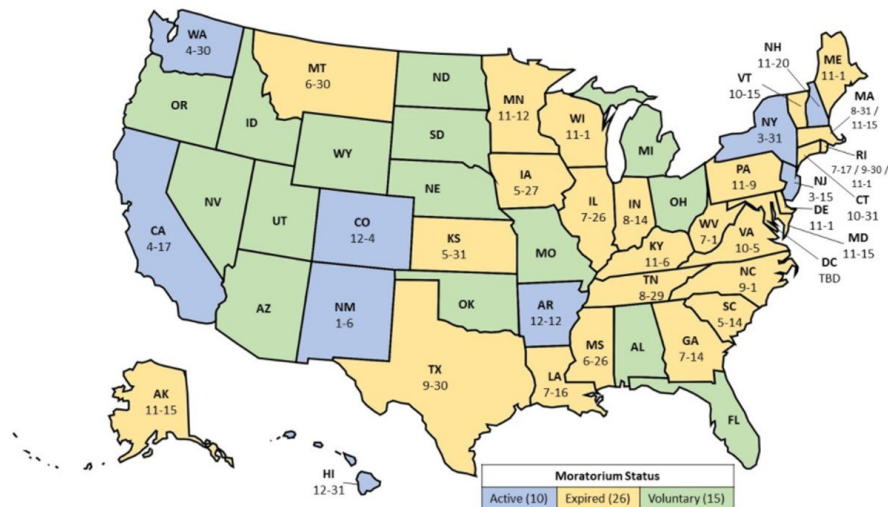 WA
4-30
MT
6-30
ND
MN
11-12
OR
ID
SD
WI
11-1
MI
WY
NE
IA
5-27
NV
UT
CO
12-4
CA
4-17
KS
5-31
MO
IL
7-26
IN
8-14
OH
PA
11-9
NY
3-31
NH
11-20
VT
10-15
ME
11-1
MA
8-31 /
11-15
RI
7-17 / 9-30 /
11-1
NJ
3-15
CT
10-31
DE
11-1
MD
11-15
DC
TBD
WV
7-1
VA
10-5
KY
11-6
TN
8-29
NC
9-1
SC
5-14
AZ
NM
1-6
OK
AR
12-12
MS
6-26
AL
GA
7-14
LA
7-16
TX
9-30
FL
AK
11-15
HI
12-31
Moratorium Status
Active (10)
Expired (26)
Voluntary (15)